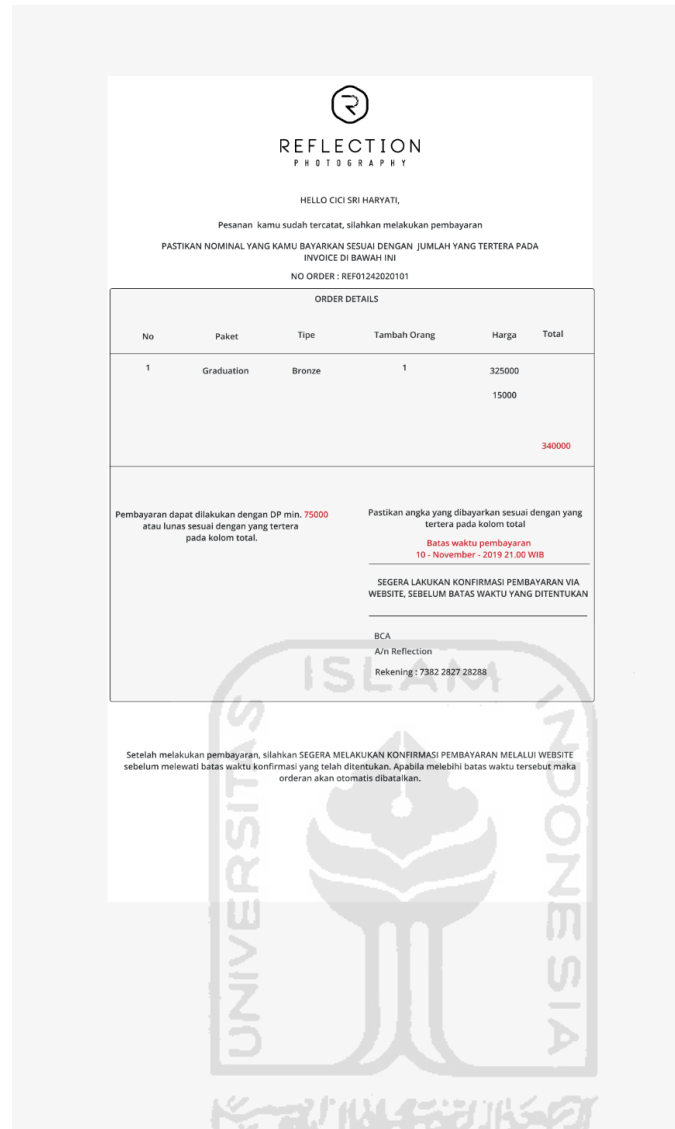 R
REFLECTION
PHOTOGRAPHY
HELLO CICI SRI HARYATI,
Pesanan kamu sudah tercatat, silahkan melakukan pembayaran
PASTIKAN NOMINAL YANG KAMU BAYARKAN SESUAI DENGAN JUMLAH YANG TERTERA PADA
INVOICE DI BAWAH INI
NO ORDER : REF01242020101
ORDER DETAILS
No Paket Tipe Tambah Orang Harga Total
1 Graduation Bronze 1 325000
15000
340000
Pembayaran dapat dilakukan dengan DP min. 75000
atau lunas sesuai dengan yang tertera
pada kolom total.
Pastikan angka yang dibayarkan sesuai dengan yang
tertera pada kolom total
Batas waktu pembayaran
10 - November - 2019 21.00 WIB
SEGERA LAKUKAN KONFIRMASI PEMBAYARAN VIA
WEBSITE, SEBELUM BATAS WAKTU YANG DITENTUKAN
BCA
A/n Reflection
Rekening : 7382 2827 28288
Setelah melakukan pembayaran, silahkan SEGERA MELAKUKAN KONFIRMASI PEMBAYARAN MELALUI WEBSITE
sebelum melewati batas waktu konfirmasi yang telah ditentukan. Apabila melebihi batas waktu tersebut maka
orderan akan otomatis dibatalkan.
UNIVERSITAS
ISLAM
INDONESIA